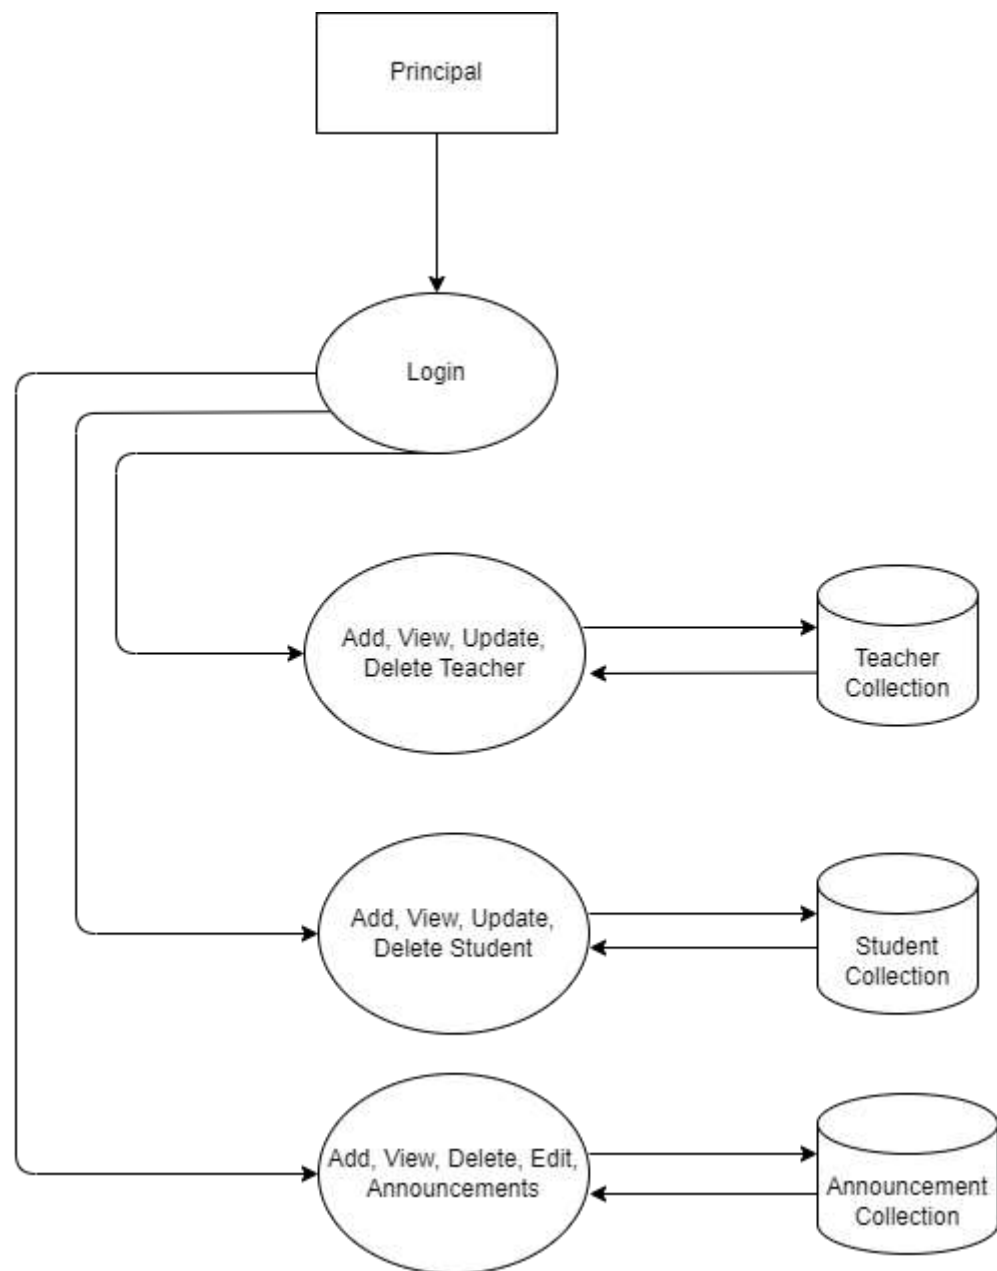 Principal
Login
Add, View, Update,
Delete Teacher
Teacher
Collection
Add, View, Update,
Delete Student
Student
Collection
Add, View, Delete, Edit,
Announcements
Announcement
Collection